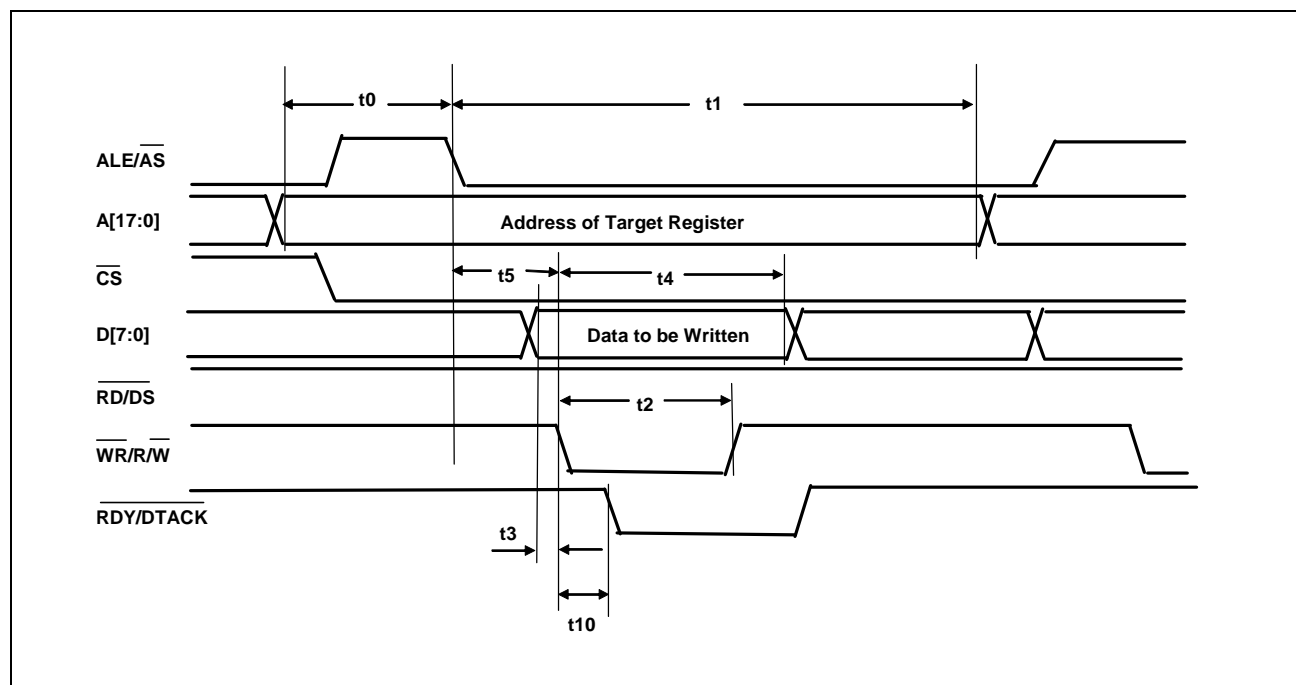 t0
t1
ALE/AS
A[17:0]
Address of Target Register
CS
t5
t4
D[7:0]
Data to be Written
RD/DS
t2
WR/R/W
RDY/DTACK
t3
t10